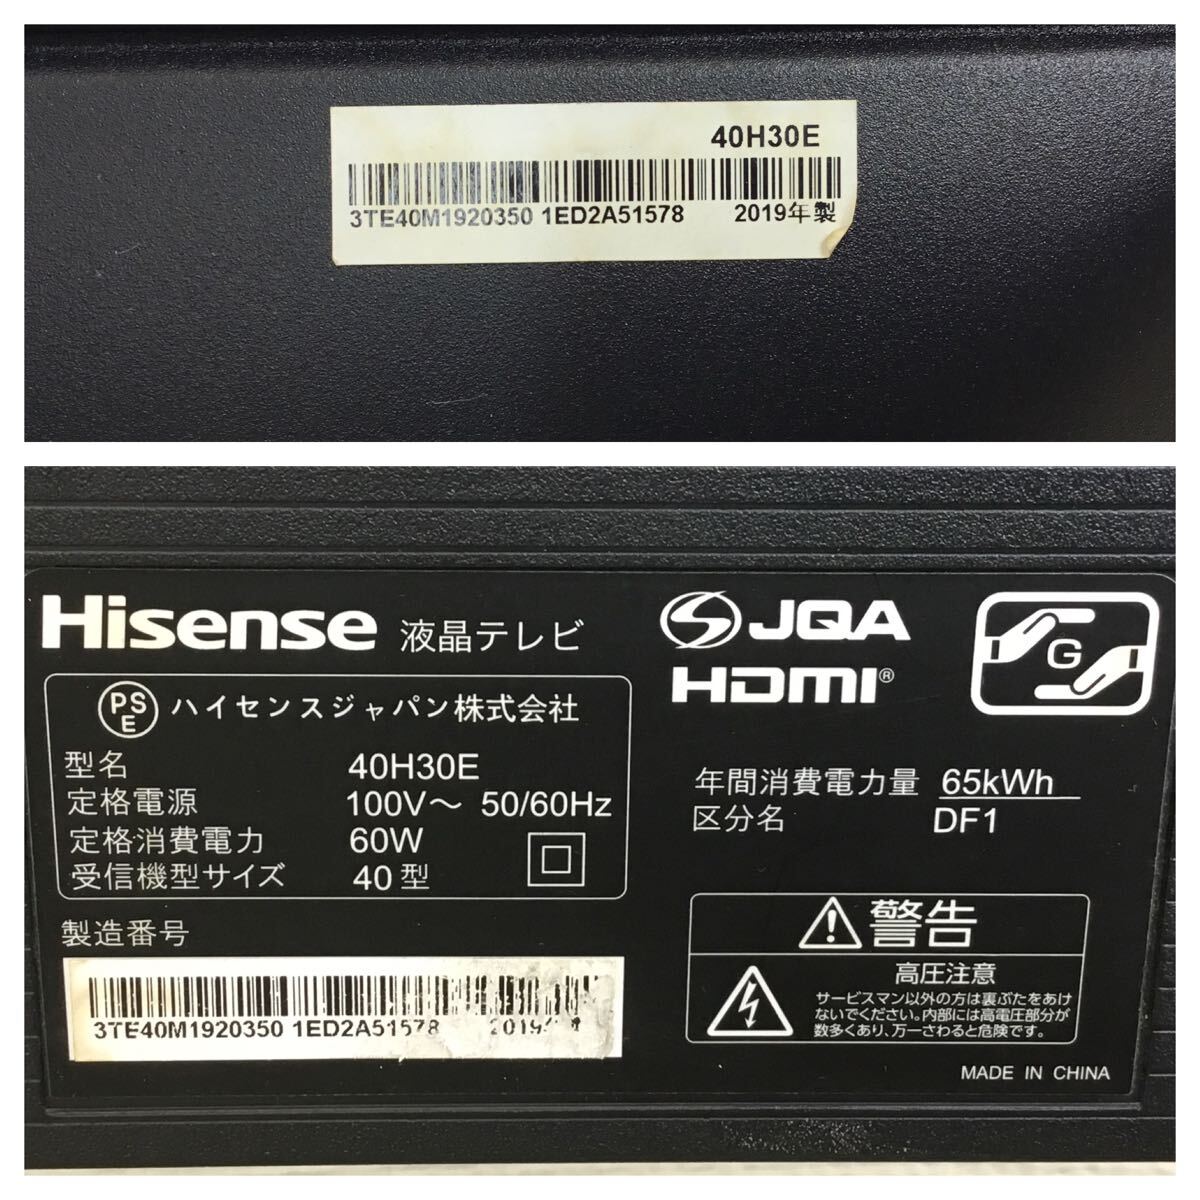 40H30E
3TE40M1920350 1ED2A51578 2019年製
Hisense 液晶テレビ
PSE ハイセンスジャパン株式会社
型名 40H30E
定格電源 100V～ 50/60Hz
定格消費電力 60W
受信機型サイズ 40型
製造番号
3TE40M1920350 1ED2A51578 2019年
JQA
HDMI®
G
年間消費電力量 65kWh
区分名 DF1
警告
高圧注意
サービスマン以外の方は裏ぶたをあけ
ないでください。内部には高電圧部分が
数多くあり、万一さわると危険です。
MADE IN CHINA